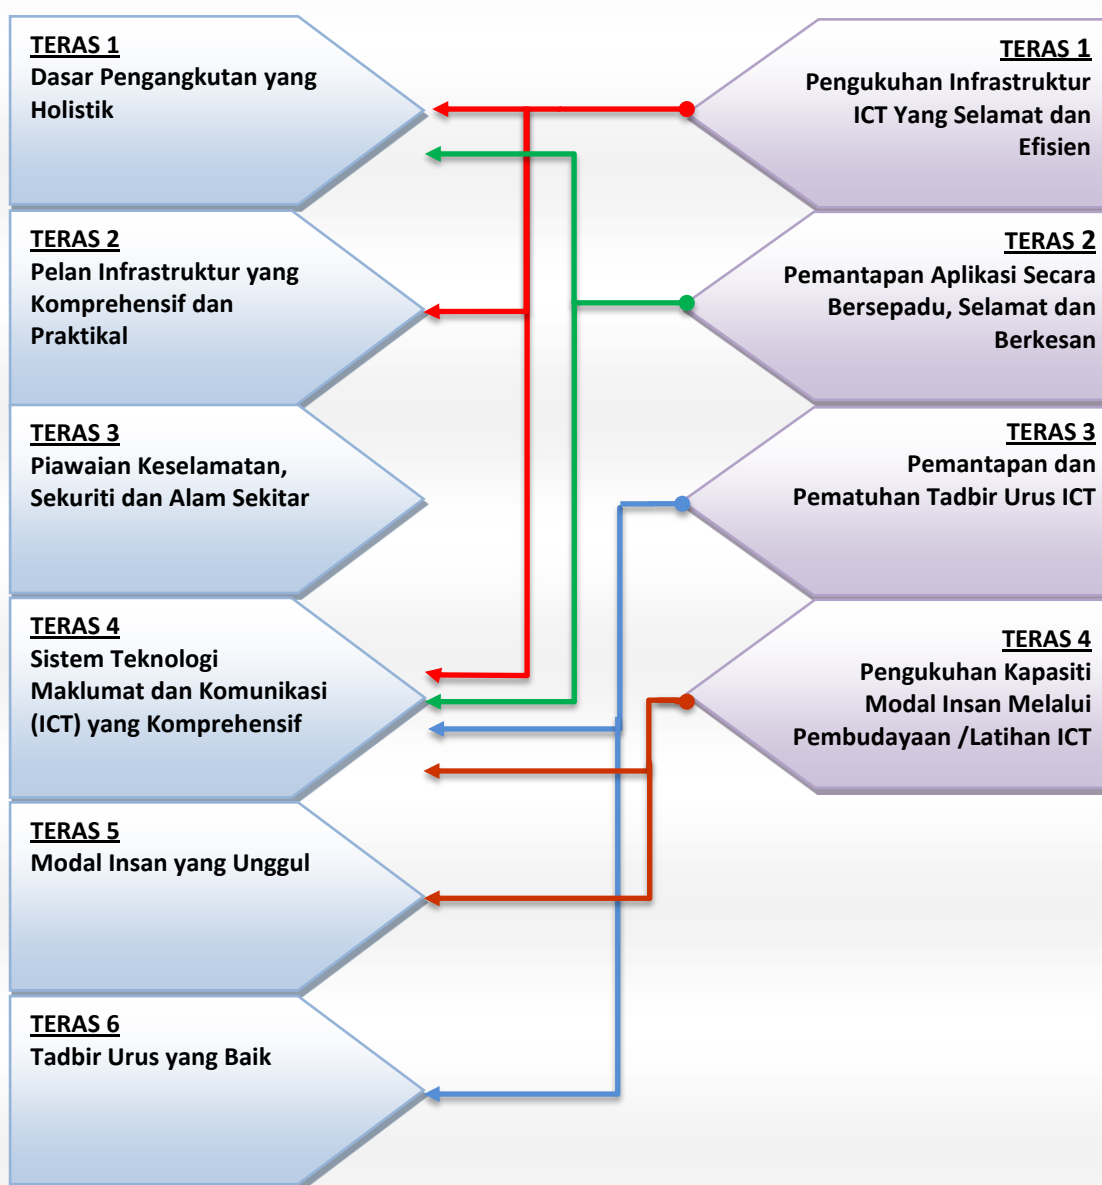 TERAS 1
Dasar Pengangkutan yang
Holistik
TERAS 2
Pelan Infrastruktur yang
Komprehensif dan
Praktikal
TERAS 3
Piawaian Keselamatan,
Sekuriti dan Alam Sekitar
TERAS 4
Sistem Teknologi
Maklumat dan Komunikasi
(ICT) yang Komprehensif
TERAS 5
Modal Insan yang Unggul
TERAS 6
Tadbir Urus yang Baik
TERAS 1
Pengukuhan Infrastruktur
ICT Yang Selamat dan
Efisien
TERAS 2
Pemantapan Aplikasi Secara
Bersepadu, Selamat dan
Berkesan
TERAS 3
Pemantapan dan
Pematuhan Tadbir Urus ICT
TERAS 4
Pengukuhan Kapasiti
Modal Insan Melalui
Pembudayaan /Latihan ICT